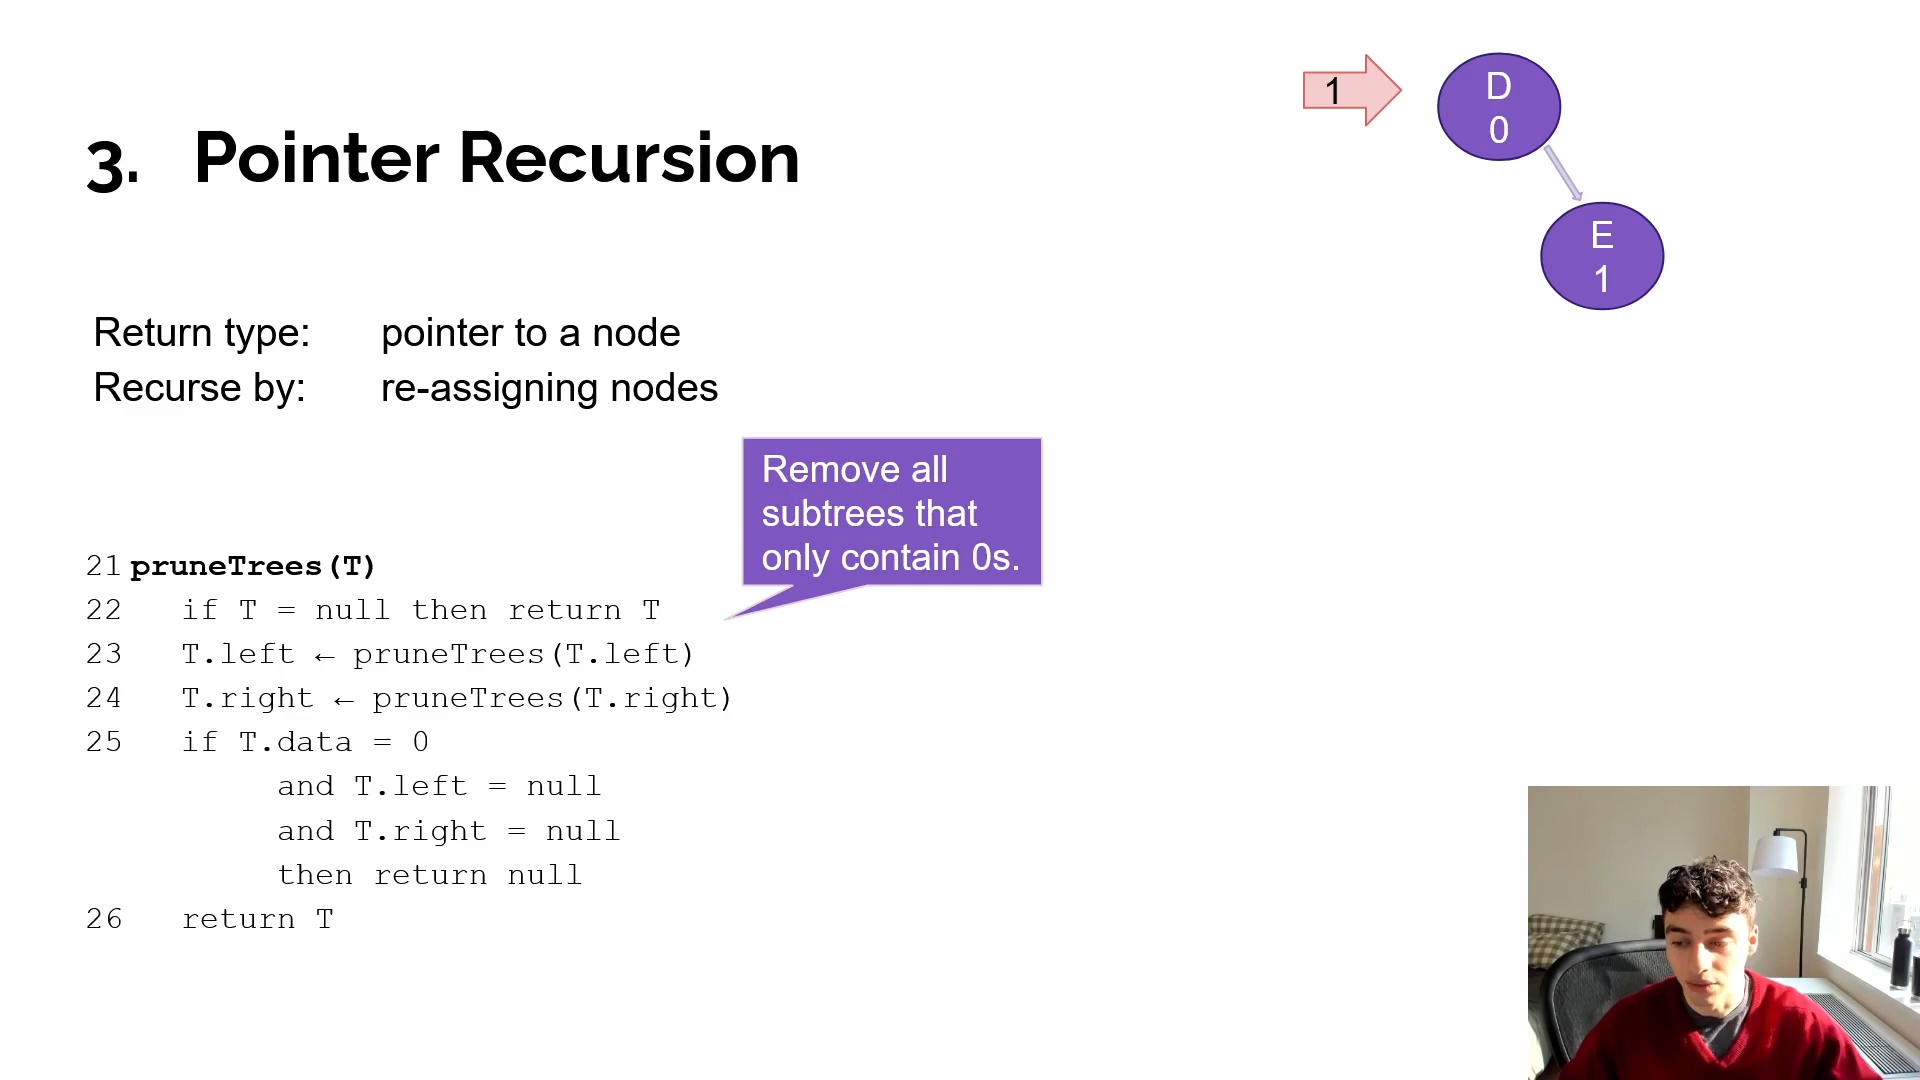 3. Pointer Recursion
1
D
0
E
1
Return type: pointer to a node
Recurse by: re-assigning nodes
Remove all
subtrees that
only contain 0s.
21 pruneTrees(T)
22 if T = null then return T
23 T.left ← pruneTrees(T.left)
24 T.right ← pruneTrees(T.right)
25 if T.data = 0
and T.left = null
and T.right = null
then return null
26 return T